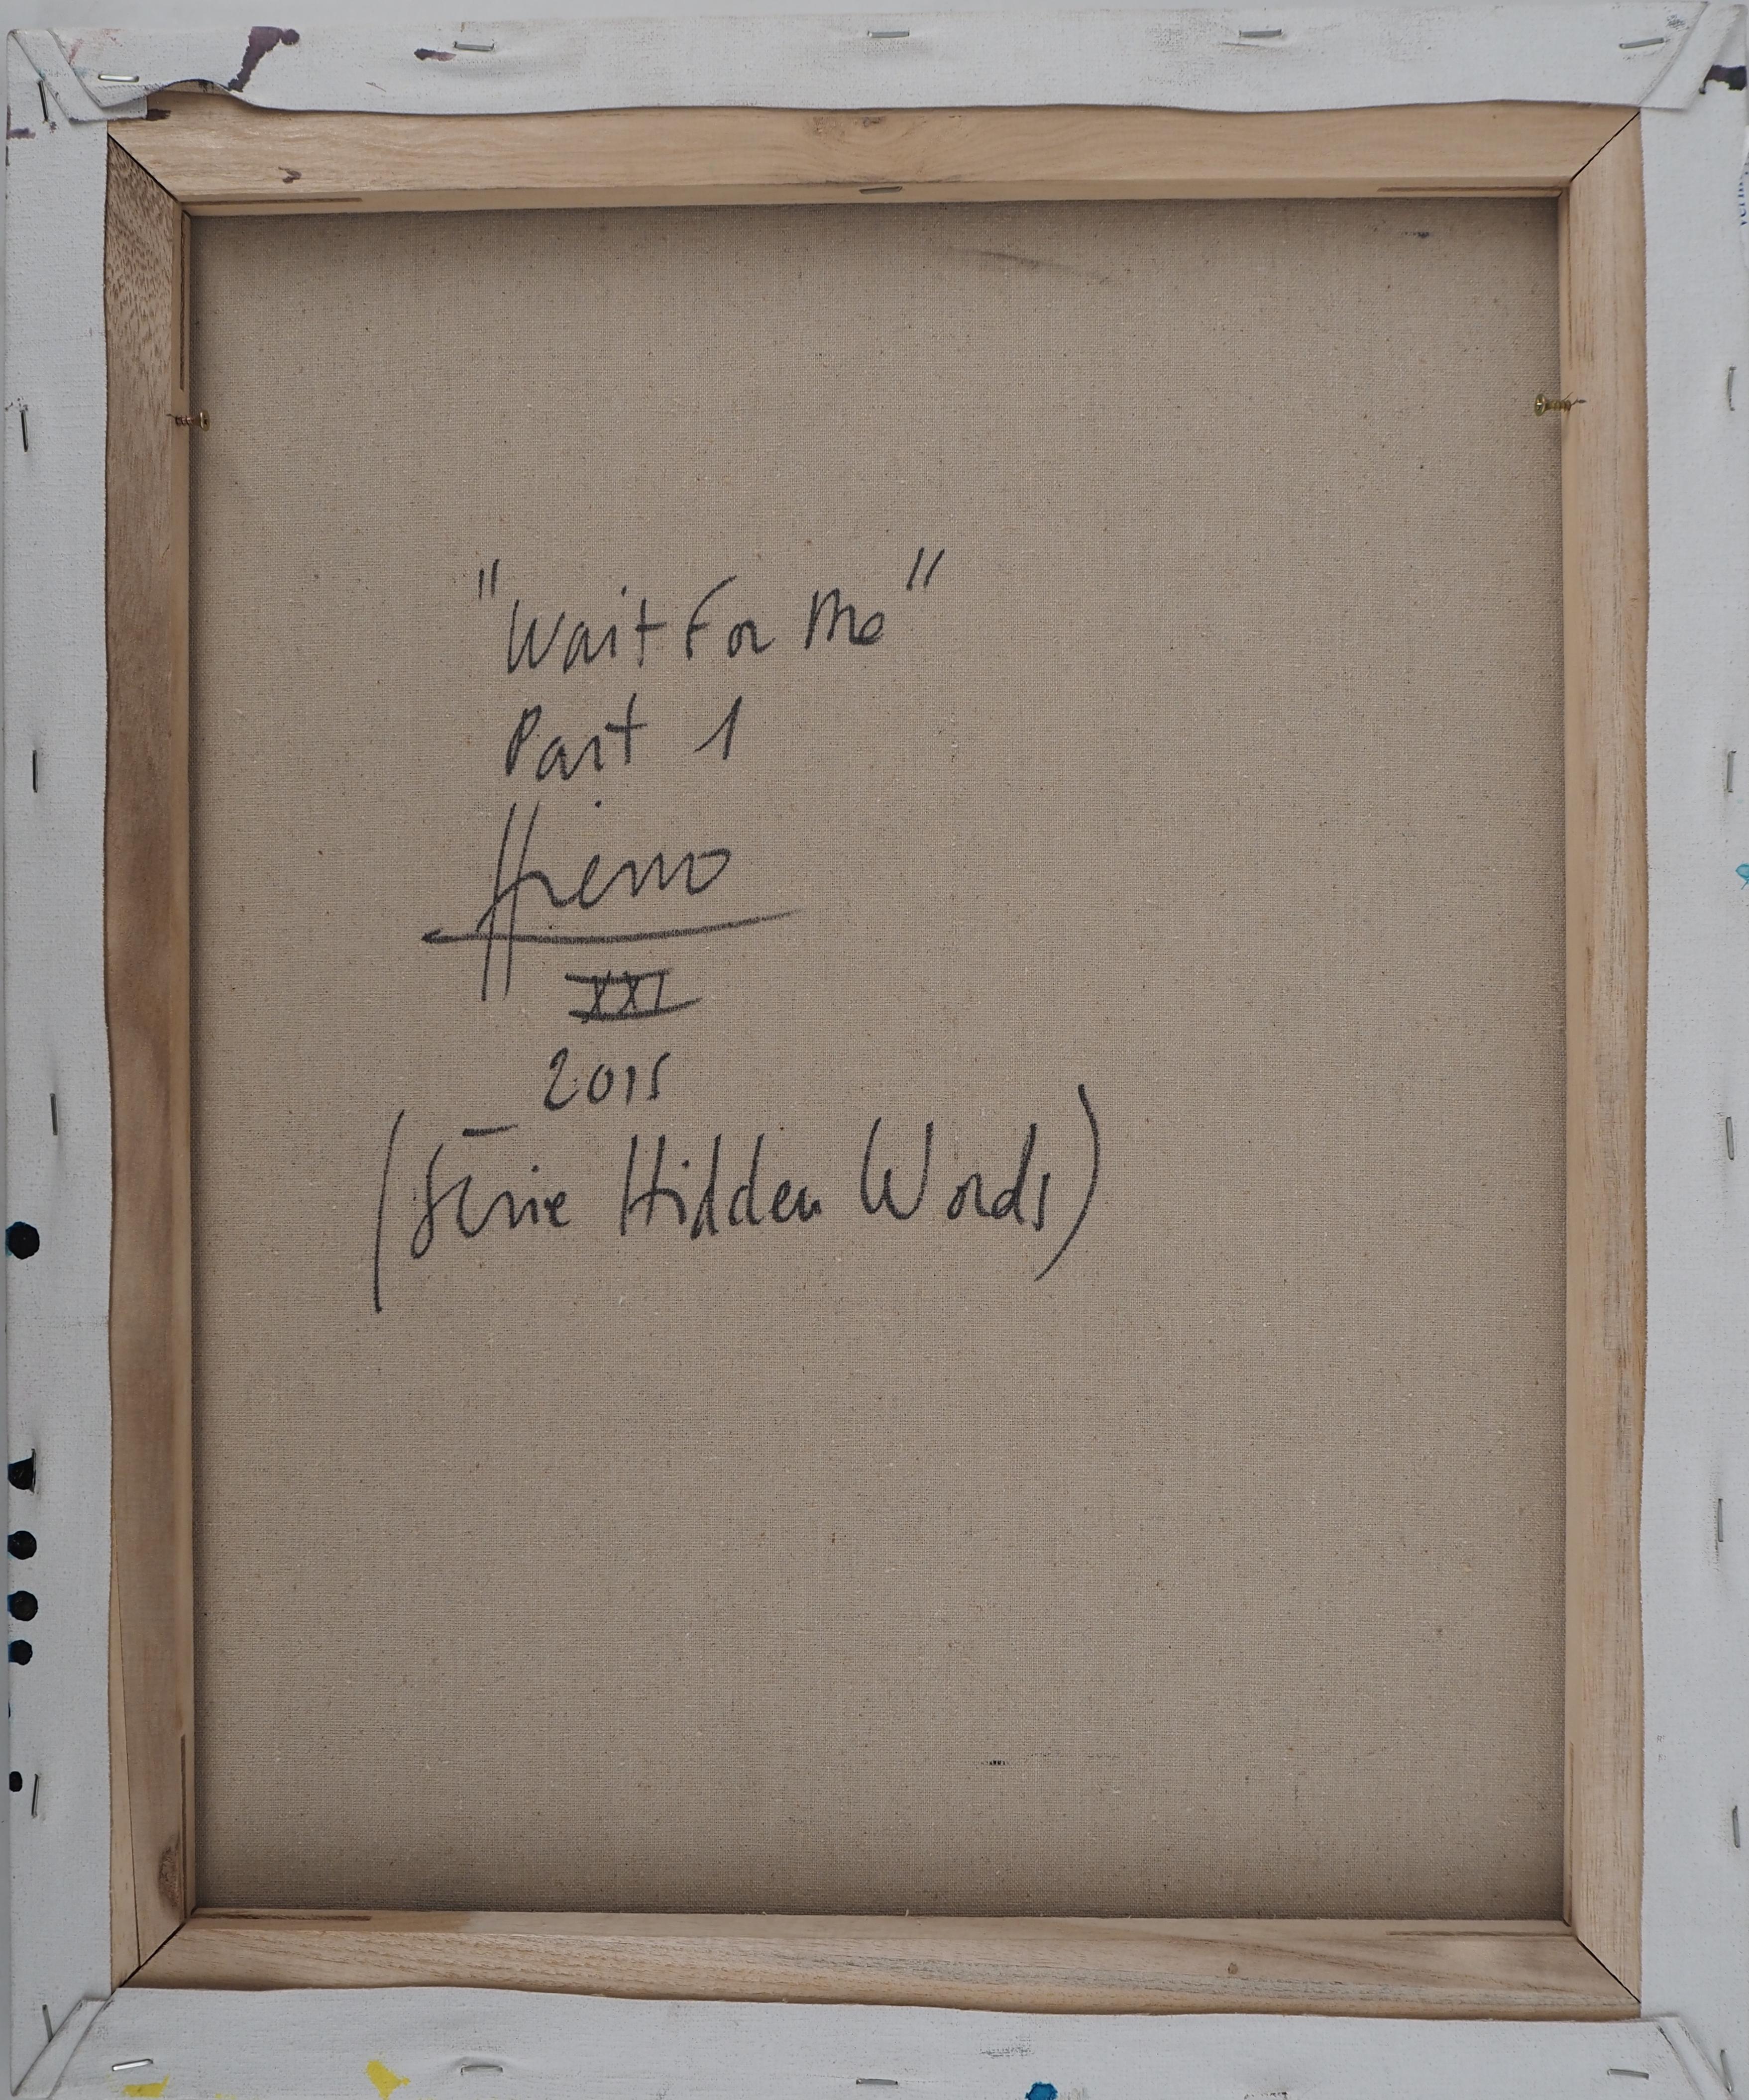 "Wait For Me"
Part 1
XXI
2015
(Série Hidden Words)